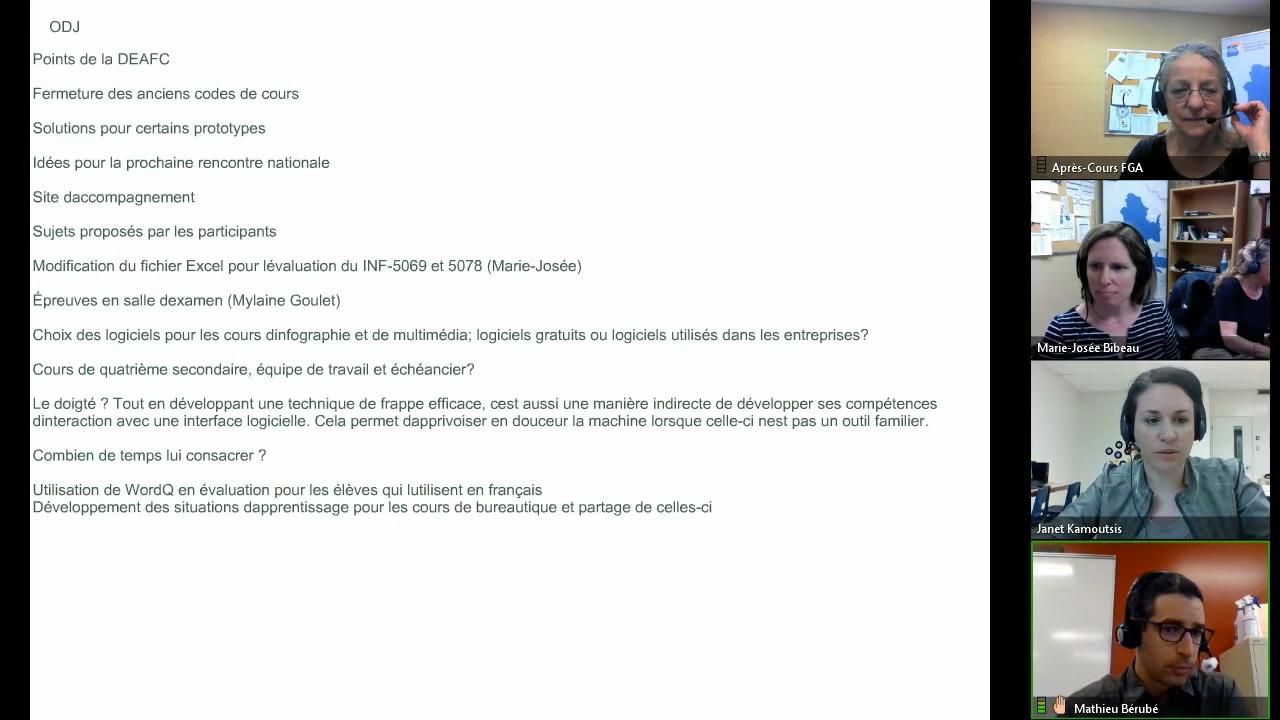 ODJ
Points de la DEAFC
Fermeture des anciens codes de cours
Solutions pour certains prototypes
Idées pour la prochaine rencontre nationale
Site daccompagnement
Sujets proposés par les participants
Modification du fichier Excel pour lévaluation du INF-5069 et 5078 (Marie-Josée)
Épreuves en salle dexamen (Mylaine Goulet)
Choix des logiciels pour les cours dinfographie et de multimédia; logiciels gratuits ou logiciels utilisés dans les entreprises?
Cours de quatrième secondaire, équipe de travail et échéancier?
Le doigté ? Tout en développant une technique de frappe efficace, cest aussi une manière indirecte de développer ses compétences
dinteraction avec une interface logicielle. Cela permet dapprivoiser en douceur la machine lorsque celle-ci nest pas un outil familier.
Combien de temps lui consacrer ?
Utilisation de WordQ en évaluation pour les élèves qui lutilisent en français
Développement des situations dapprentissage pour les cours de bureautique et partage de celles-ci
Après-Cours FGA
Marie-Josée Bibeau
Janet Kamoutsis
Mathieu Bérubé